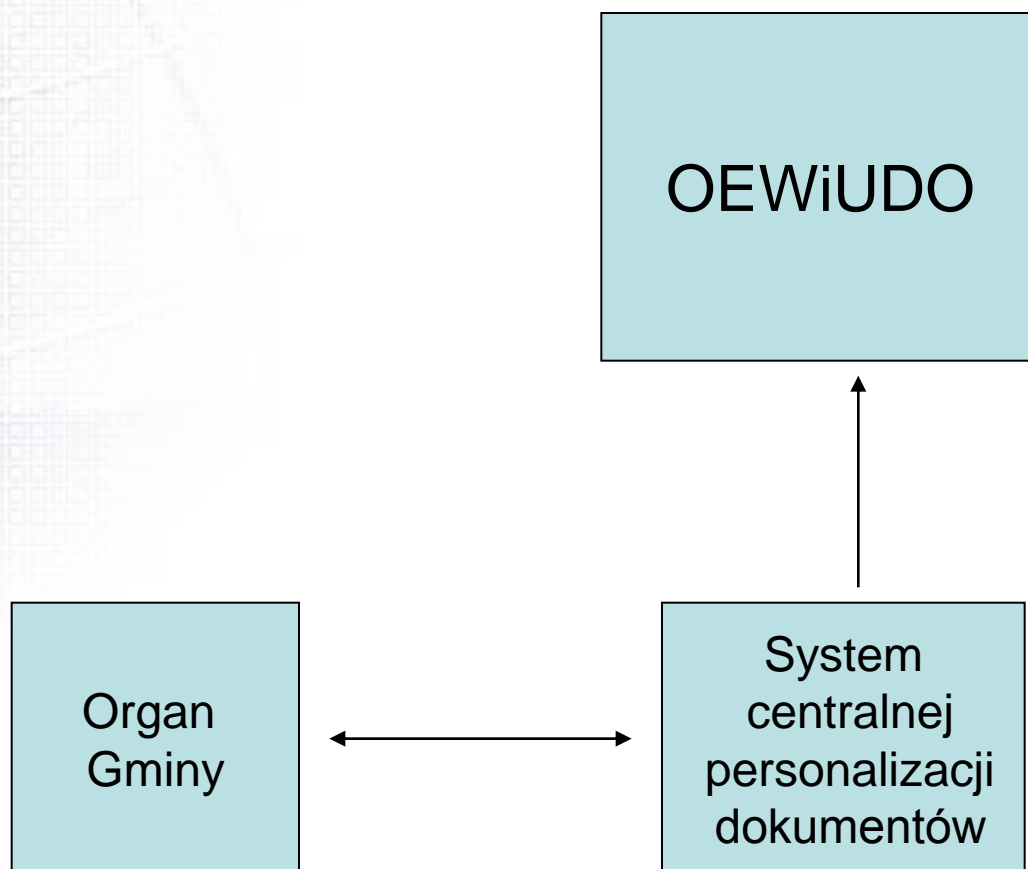 OEWiUDO
Organ
Gminy
System
centralnej
personalizacji
dokumentów